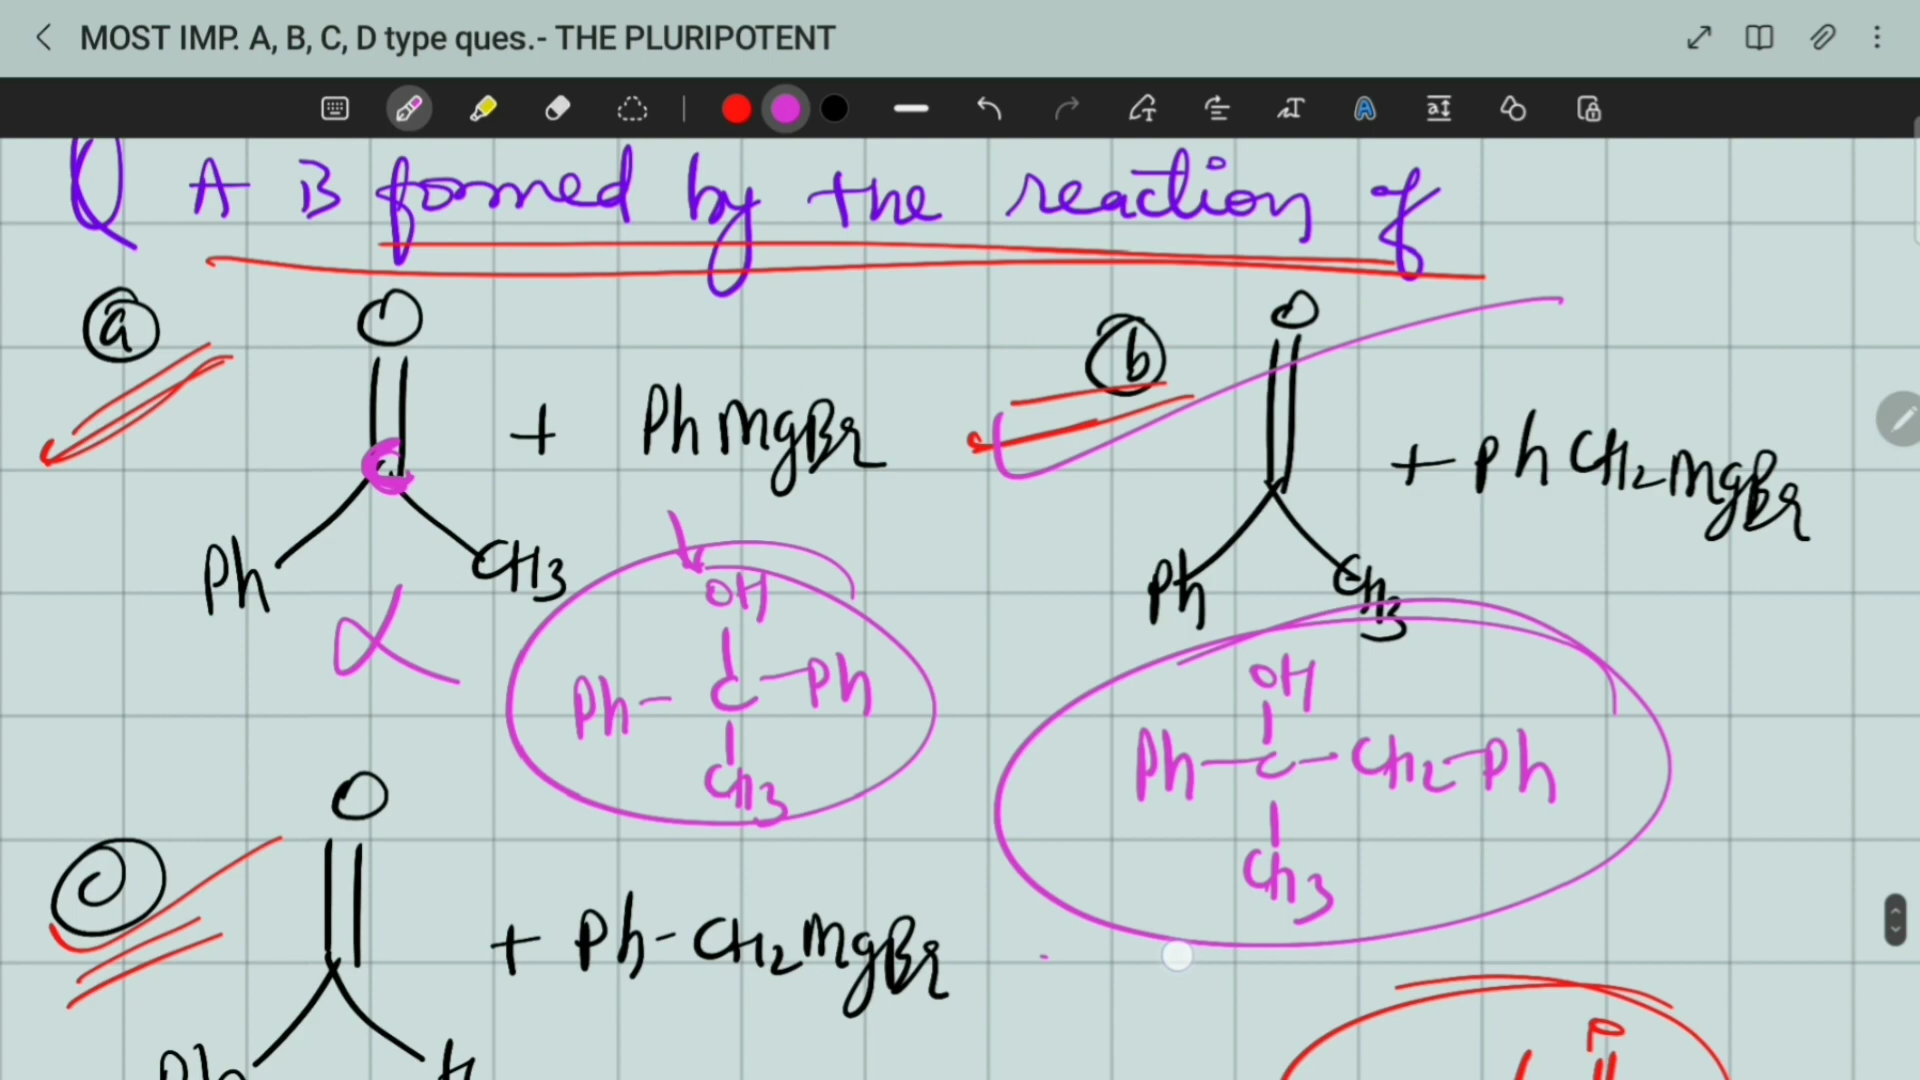 MOST IMP. A, B, C, D type ques.- THE PLURIPOTENT
Q A B formed by the reaction of
a
O
Ph CH3
+ PhMgBr
OH
Ph-C-Ph
CH3
b
O
Ph CH3
+ PhCH2MgBr
OH
Ph-C-CH2-Ph
CH3
C
O
Ph H
+ Ph-CH2MgBr